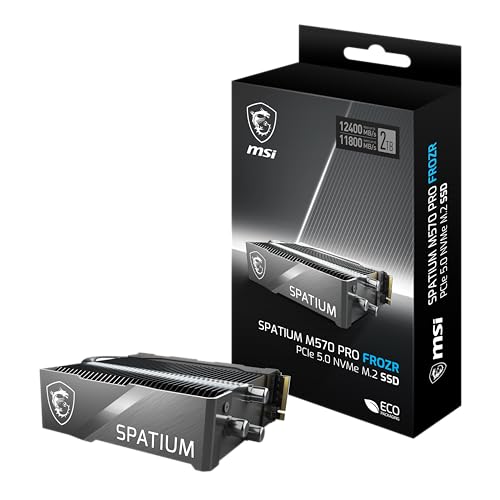 msi
12400 MB/s
11800 MB/s
2TB
SPATIUM
SPATIUM M570 PRO FROZR
PCIe 5.0 NVMe M.2 SSD
ECO
PACKAGING
SPATIUM M570 PRO FROZR
PCIe 5.0 NVMe M.2 SSD
msi
SPATIUM